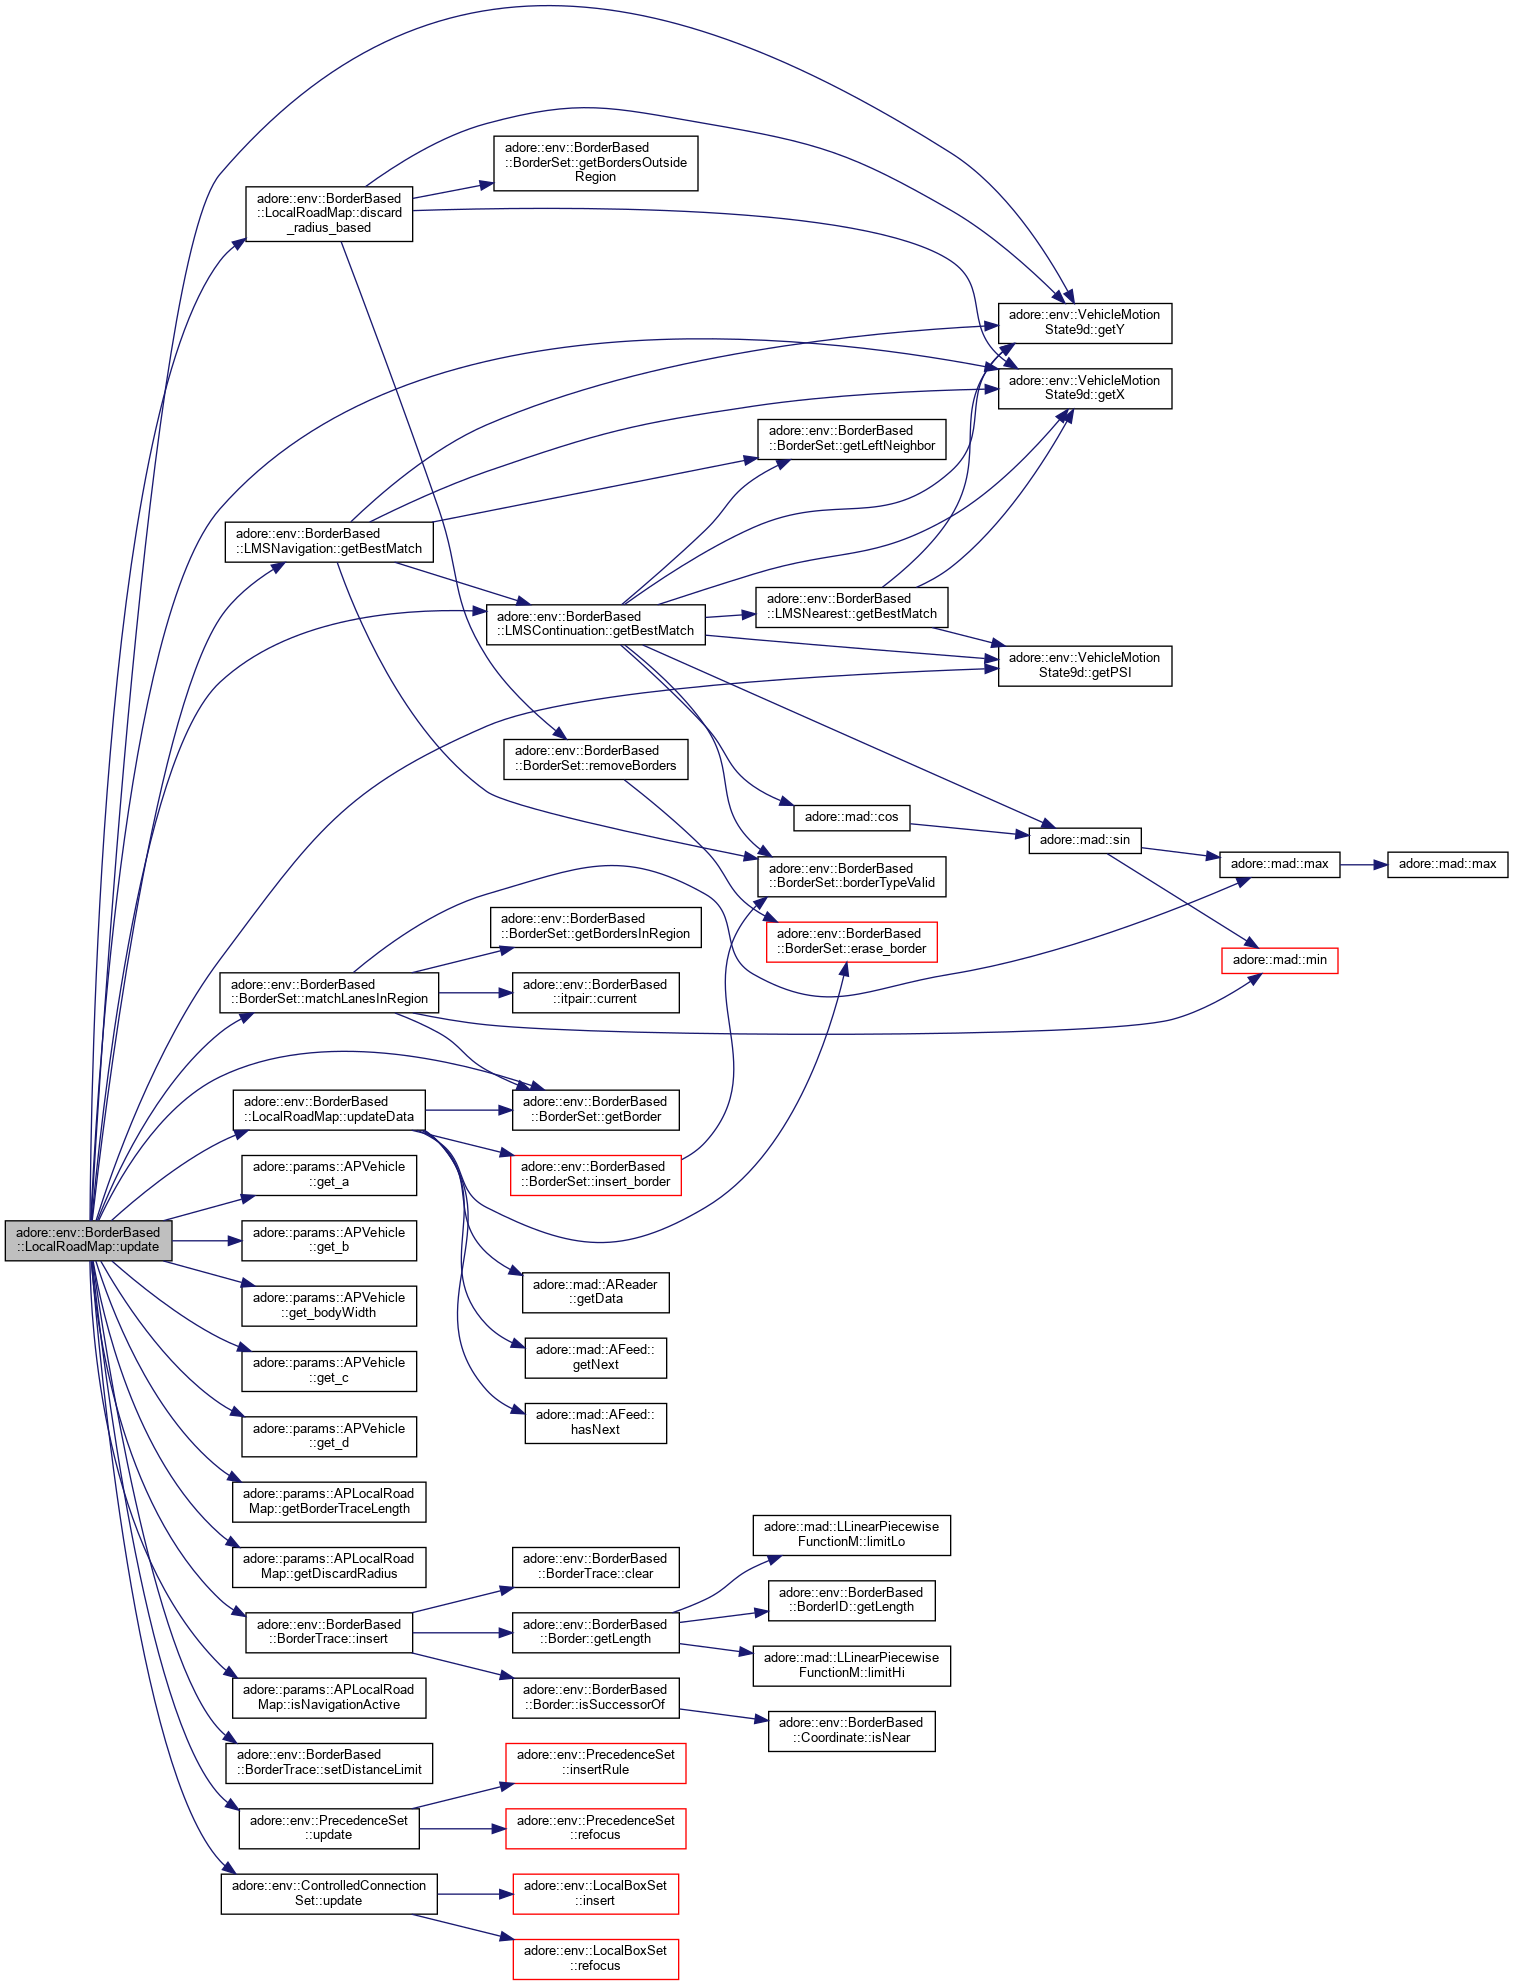 adore::env::BorderBased
::BorderSet::getBordersOutside
Region
adore::env::BorderBased
::LocalRoadMap::discard
_radius_based
adore::env::VehicleMotion
State9d::getY
adore::env::VehicleMotion
State9d::getX
adore::env::BorderBased
::BorderSet::getLeftNeighbor
adore::env::BorderBased
::LMSNavigation::getBestMatch
adore::env::BorderBased
::LMSNearest::getBestMatch
adore::env::BorderBased
::LMSContinuation::getBestMatch
adore::env::VehicleMotion
State9d::getPSI
adore::env::BorderBased
::BorderSet::removeBorders
adore::mad::cos
adore::mad::sin
adore::mad::max
adore::mad::max
adore::env::BorderBased
::BorderSet::borderTypeValid
adore::env::BorderBased
::BorderSet::getBordersInRegion
adore::env::BorderBased
::BorderSet::erase_border
adore::mad::min
adore::env::BorderBased
::BorderSet::matchLanesInRegion
adore::env::BorderBased
::itpair::current
adore::env::BorderBased
::LocalRoadMap::updateData
adore::env::BorderBased
::BorderSet::getBorder
adore::params::APVehicle
::get_a
adore::env::BorderBased
::BorderSet::insert_border
adore::env::BorderBased
::LocalRoadMap::update
adore::params::APVehicle
::get_b
adore::params::APVehicle
::get_bodyWidth
adore::mad::AReader
::getData
adore::params::APVehicle
::get_c
adore::mad::AFeed::
getNext
adore::params::APVehicle
::get_d
adore::mad::AFeed::
hasNext
adore::params::APLocalRoad
Map::getBorderTraceLength
adore::params::APLocalRoad
Map::getDiscardRadius
adore::env::BorderBased
::BorderTrace::clear
adore::mad::LLinearPiecewise
FunctionM::limitLo
adore::env::BorderBased
::BorderTrace::insert
adore::env::BorderBased
::Border::getLength
adore::env::BorderBased
::BorderID::getLength
adore::mad::LLinearPiecewise
FunctionM::limitHi
adore::params::APLocalRoad
Map::isNavigationActive
adore::env::BorderBased
::Border::isSuccessorOf
adore::env::BorderBased
::Coordinate::isNear
adore::env::BorderBased
::BorderTrace::setDistanceLimit
adore::env::PrecedenceSet
::insertRule
adore::env::PrecedenceSet
::update
adore::env::PrecedenceSet
::refocus
adore::env::ControlledConnection
Set::update
adore::env::LocalBoxSet
::insert
adore::env::LocalBoxSet
::refocus